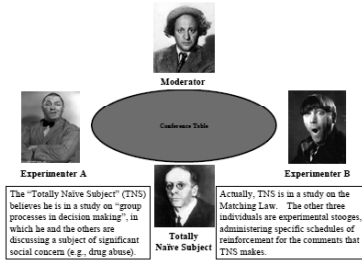 Moderator
Conference Table
Experimenter A
Experimenter B
The "Totally Naïve Subject" (TNS)
believes he is in a study on "group
processes in decision making", in
which he and the others are
discussing a subject of significant
social concern (e.g., drug abuse).
Totally
Naïve Subject
Actually, TNS is in a study on the
Matching Law. The other three
individuals are experimental stooges,
administering specific schedules of
reinforcement for the comments that
TNS makes.